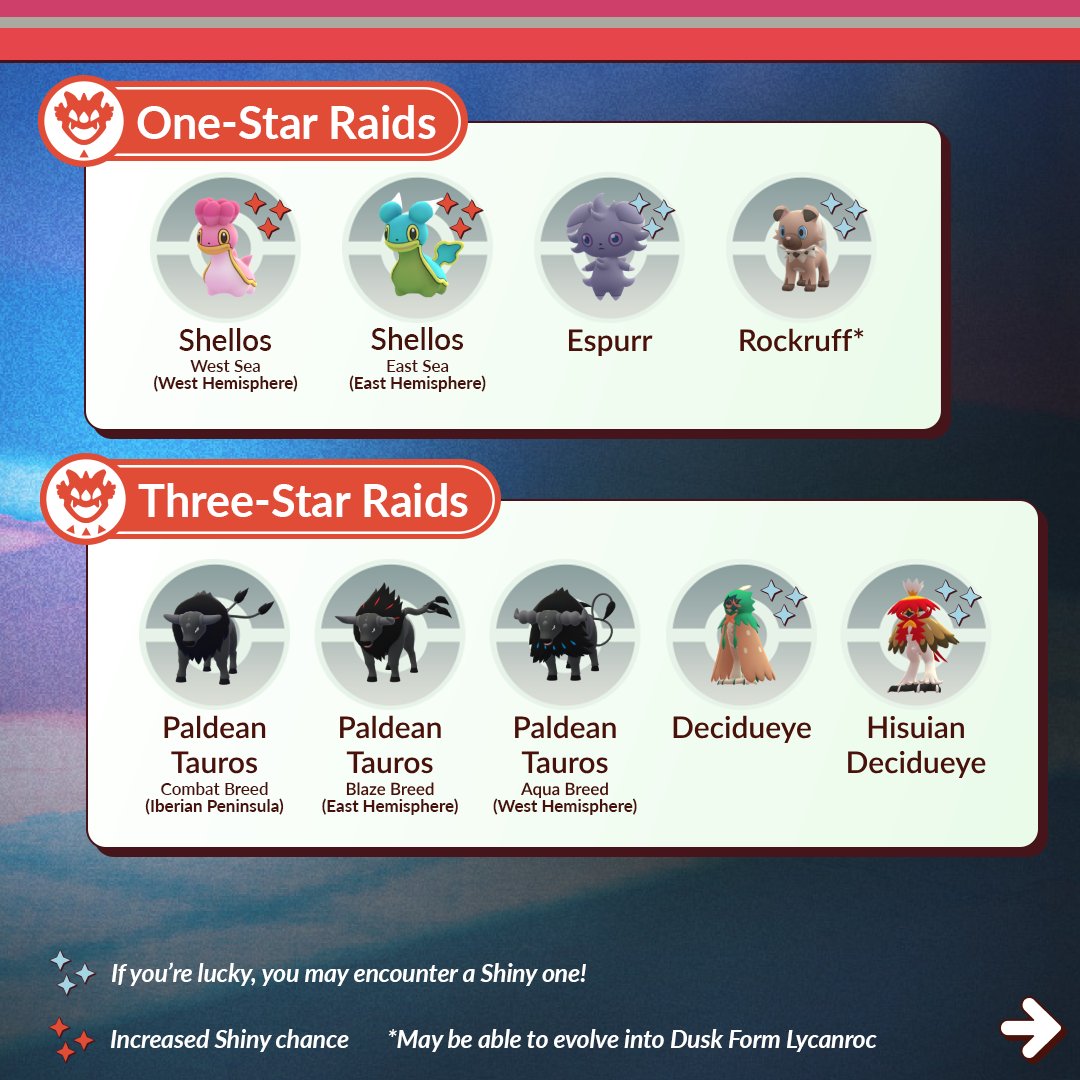 One-Star Raids
Shellos
West Sea
(West Hemisphere)
Shellos
East Sea
(East Hemisphere)
Espurr
Rockruff*
Three-Star Raids
Paldean
Tauros
Combat Breed
(Iberian Peninsula)
Paldean
Tauros
Blaze Breed
(East Hemisphere)
Paldean
Tauros
Aqua Breed
(West Hemisphere)
Decidueye
Hisuian
Decidueye
If you're lucky, you may encounter a Shiny one!
Increased Shiny chance
*May be able to evolve into Dusk Form Lycanroc